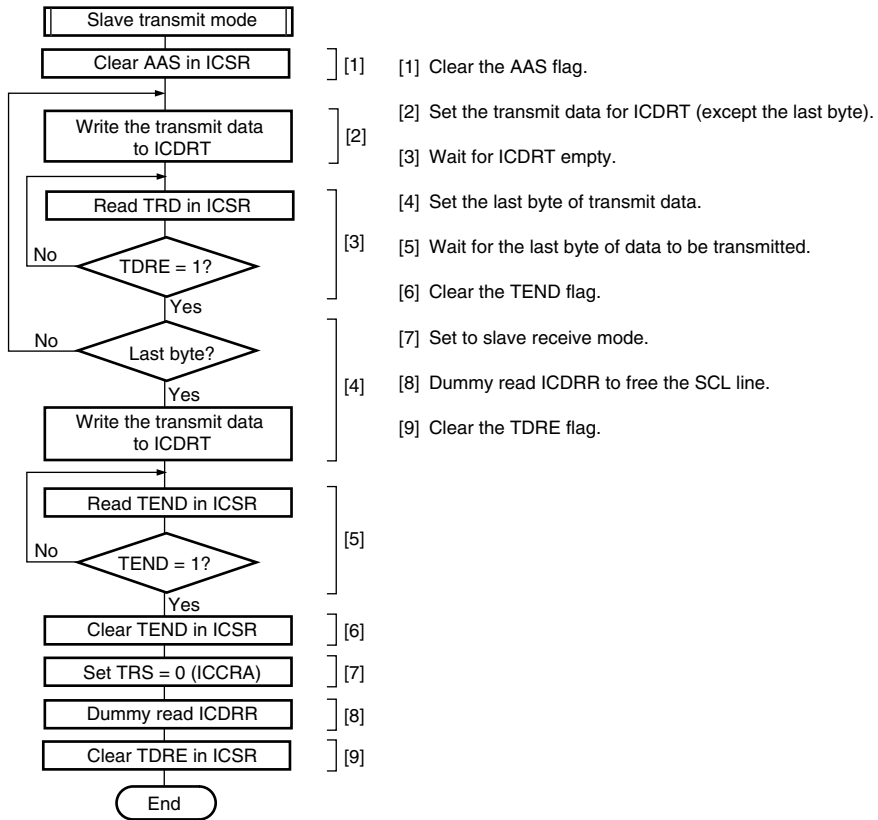 Slave transmit mode
Clear AAS in ICSR
[1]
Write the transmit data
to ICDRT
[2]
Read TRD in ICSR
No
TDRE = 1?
[3]
Yes
No
Last byte?
Yes
[4]
Write the transmit data
to ICDRT
Read TEND in ICSR
No
TEND = 1?
[5]
Yes
Clear TEND in ICSR
[6]
Set TRS = 0 (ICCRA)
[7]
Dummy read ICDRR
[8]
Clear TDRE in ICSR
[9]
End
[1] Clear the AAS flag.
[2] Set the transmit data for ICDRT (except the last byte).
[3] Wait for ICDRT empty.
[4] Set the last byte of transmit data.
[5] Wait for the last byte of data to be transmitted.
[6] Clear the TEND flag.
[7] Set to slave receive mode.
[8] Dummy read ICDRR to free the SCL line.
[9] Clear the TDRE flag.